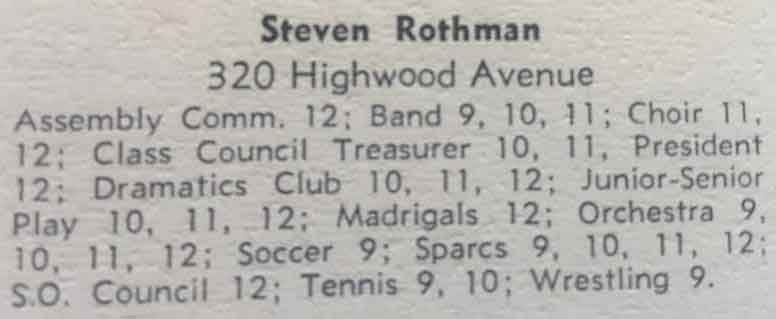 Steven Rothman
320 Highwood Avenue
Assembly Comm. 12; Band 9, 10, 11; Choir 11,
12; Class Council Treasurer 10, 11, President
12; Dramatics Club 10, 11, 12; Junior-Senior
Play 10, 11, 12; Madrigals 12; Orchestra 9,
10, 11, 12; Soccer 9; Sparcs 9, 10, 11, 12;
S.O. Council 12; Tennis 9, 10; Wrestling 9.